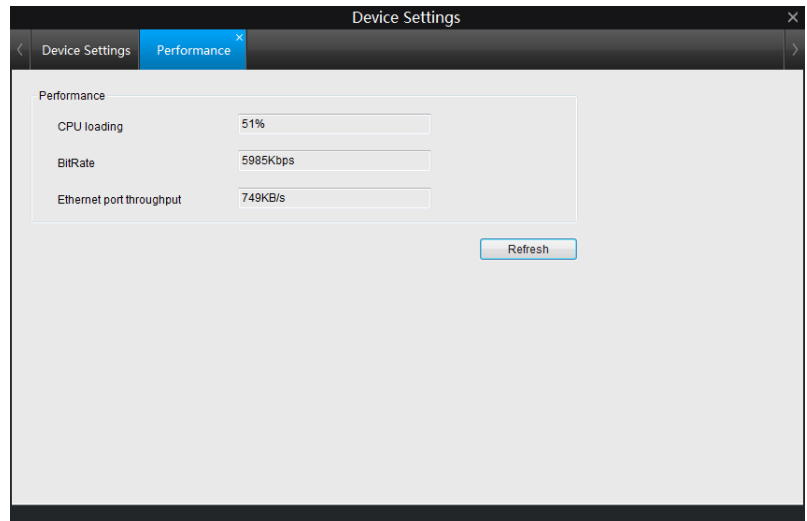 Device Settings
Device Settings
Performance
Performance
CPU loading
51%
BitRate
5985Kbps
Ethernet port throughput
749KB/s
Refresh